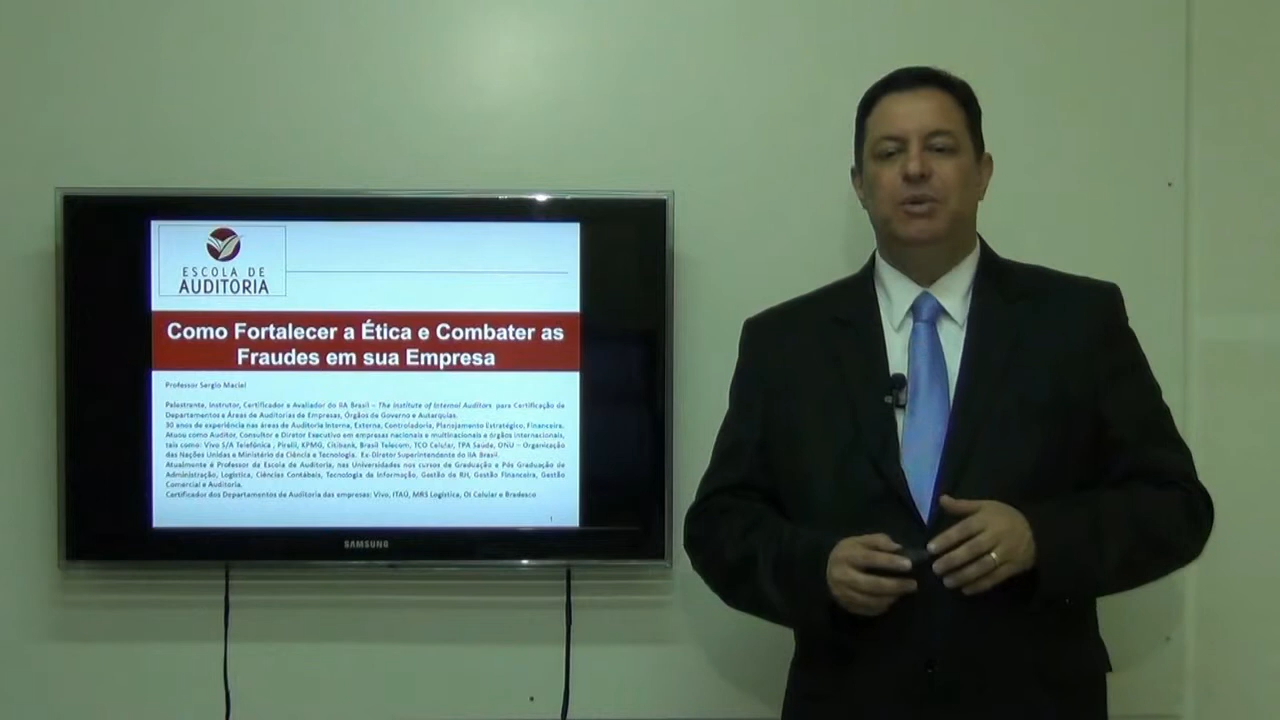 ESCOLA DE
AUDITORIA
Como Fortalecer a Ética e Combater as
Fraudes em sua Empresa
Professor Sergio Maciel
Palestrante, Instrutor, Certificador e Avaliador do IIA Brasil – The Institute of Internal Auditors para Certificação de
Departamentos e Áreas de Auditorias de Empresas, Órgãos de Governo e Autarquias.
30 anos de experiência nas áreas de Auditoria Interna, Externa, Controladoria, Planejamento Estratégico, Financeira.
Atuou como Auditor, Consultor e Diretor Executivo em empresas nacionais e multinacionais e órgãos internacionais,
tais como: Vivo S/A Telefônica , Pirelli, KPMG, Citibank, Brasil Telecom, TCO Celular, TPA Saúde, ONU – Organização
das Nações Unidas e Ministério da Ciência e Tecnologia. Ex-Diretor Superintendente do IIA Brasil.
Atualmente é Professor da Escola de Auditoria, nas Universidades nos cursos de Graduação e Pós Graduação de
Administração, Logística, Ciências Contábeis, Tecnologia da Informação, Gestão de RH, Gestão Financeira, Gestão
Comercial e Auditoria.
Certificador dos Departamentos de Auditoria das empresas: Vivo, ITAÚ, MRS Logística, OI Celular e Bradesco
1
SAMSUNG